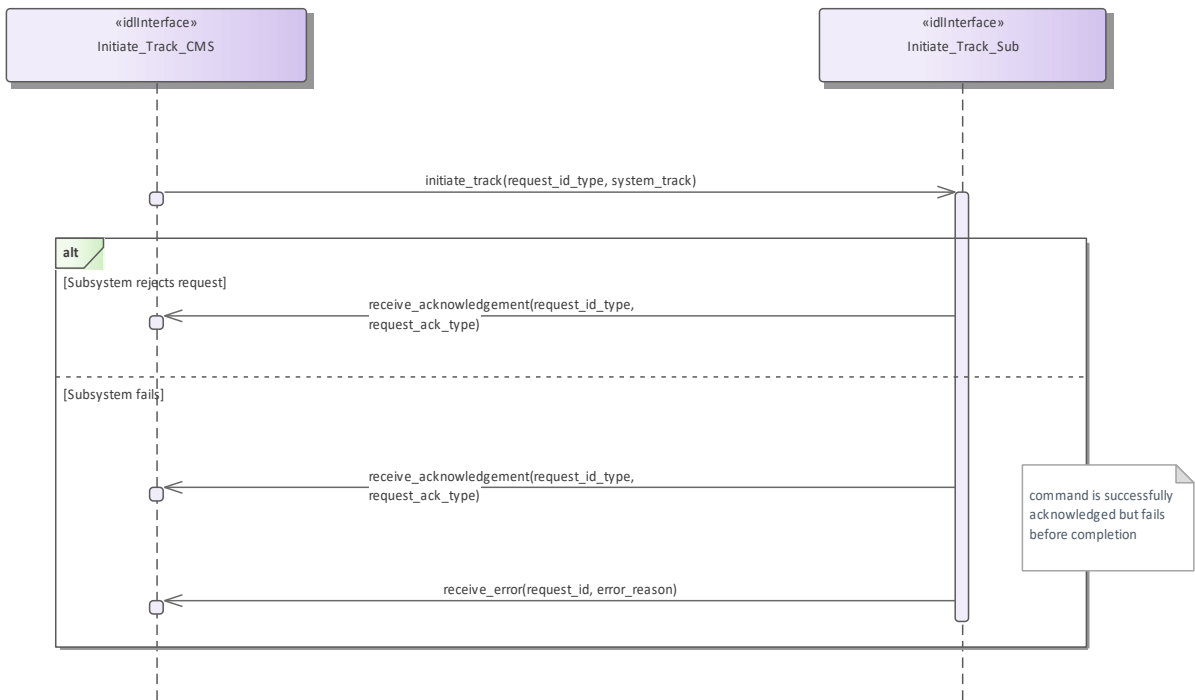 «idlInterface»
Initiate_Track_CMS
«idlInterface»
Initiate_Track_Sub
initiate_track(request_id_type, system_track)
alt
[Subsystem rejects request]
receive_acknowledgement(request_id_type,
request_ack_type)
[Subsystem fails]
receive_acknowledgement(request_id_type,
request_ack_type)
command is successfully
acknowledged but fails
before completion
receive_error(request_id, error_reason)